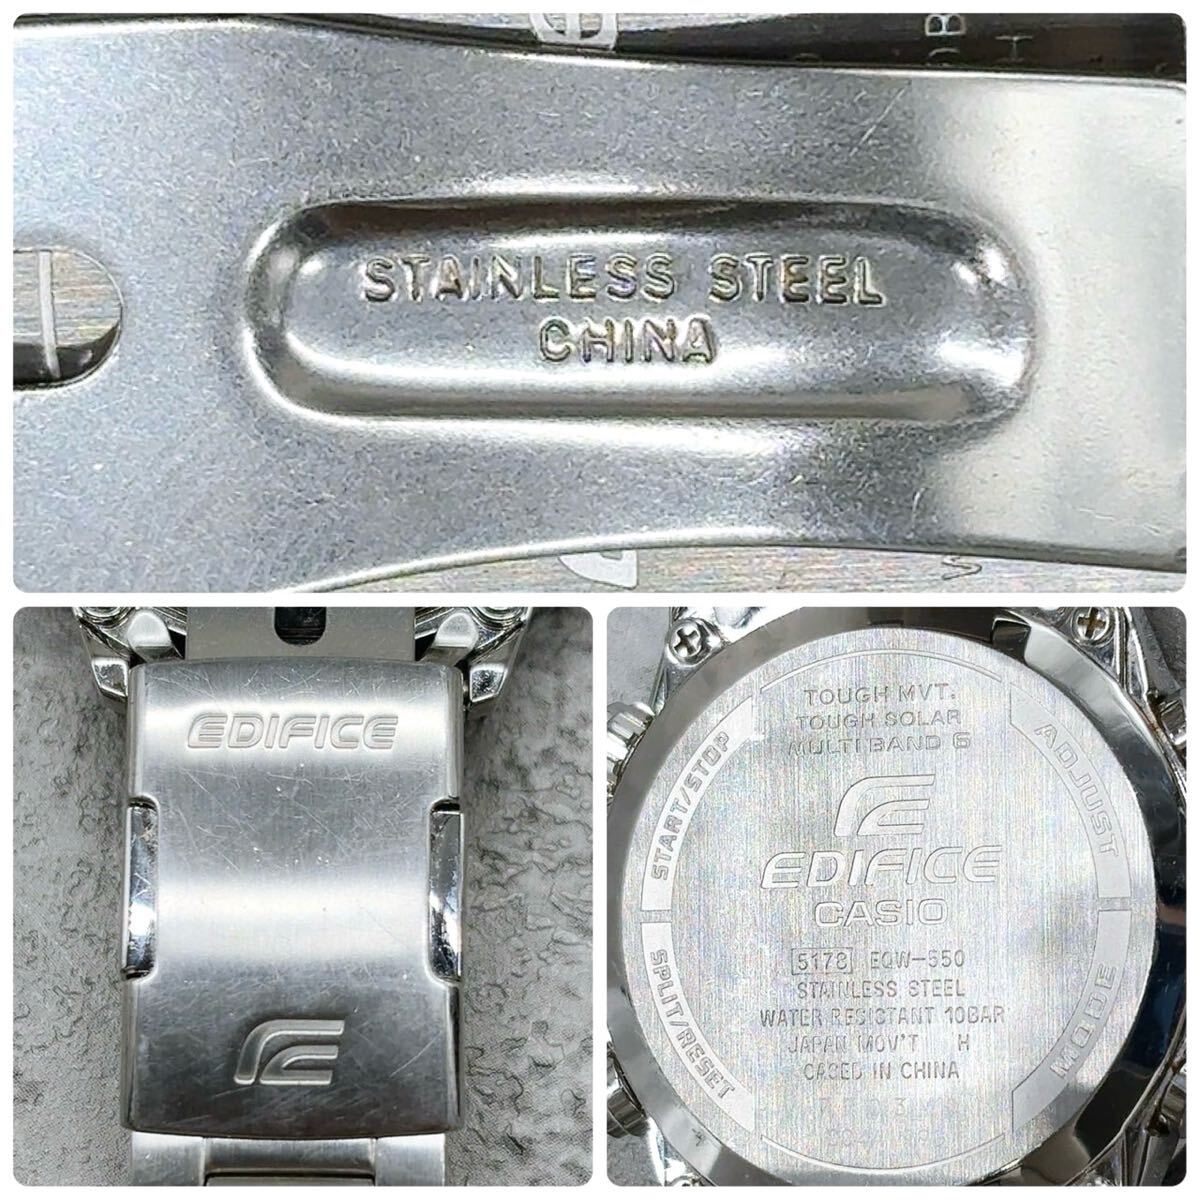 STAINLESS STEEL
CHINA
EDIFICE
TOUGH MVT.
TOUGH SOLAR
MULTI BAND 6
START/STOP
ADJUST
EDIFICE
CASIO
5178 EQW-550
STAINLESS STEEL
WATER RESISTANT 10BAR
JAPAN MOV'T H
CASED IN CHINA
SPLIT/RESET
MODE